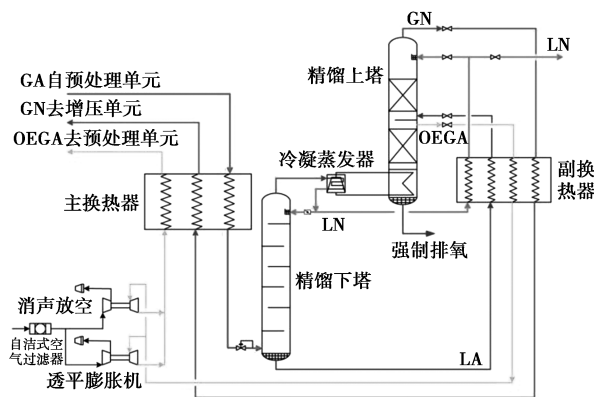 GN
LN
GA自预处理单元
精馏上塔
GN去增压单元
OEGA去预处理单元
OEGA
冷凝蒸发器
副换
热器
主换热器
LN
强制排氧
精馏下塔
消声放空
自洁式空
气过滤器
LA
透平膨胀机